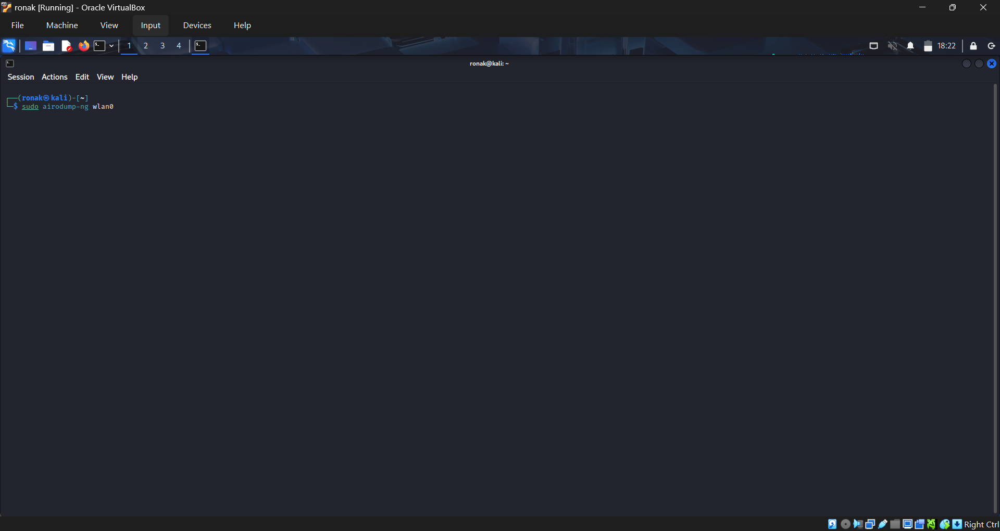 ronak [Running] - Oracle VirtualBox
File Machine View Input Devices Help
1 2 3 4 18:22
ronak@kali: ~
Session Actions Edit View Help
┌──(ronak㉿kali)-[~]
└─$ sudo airodump-ng wlan0
Right Ctrl